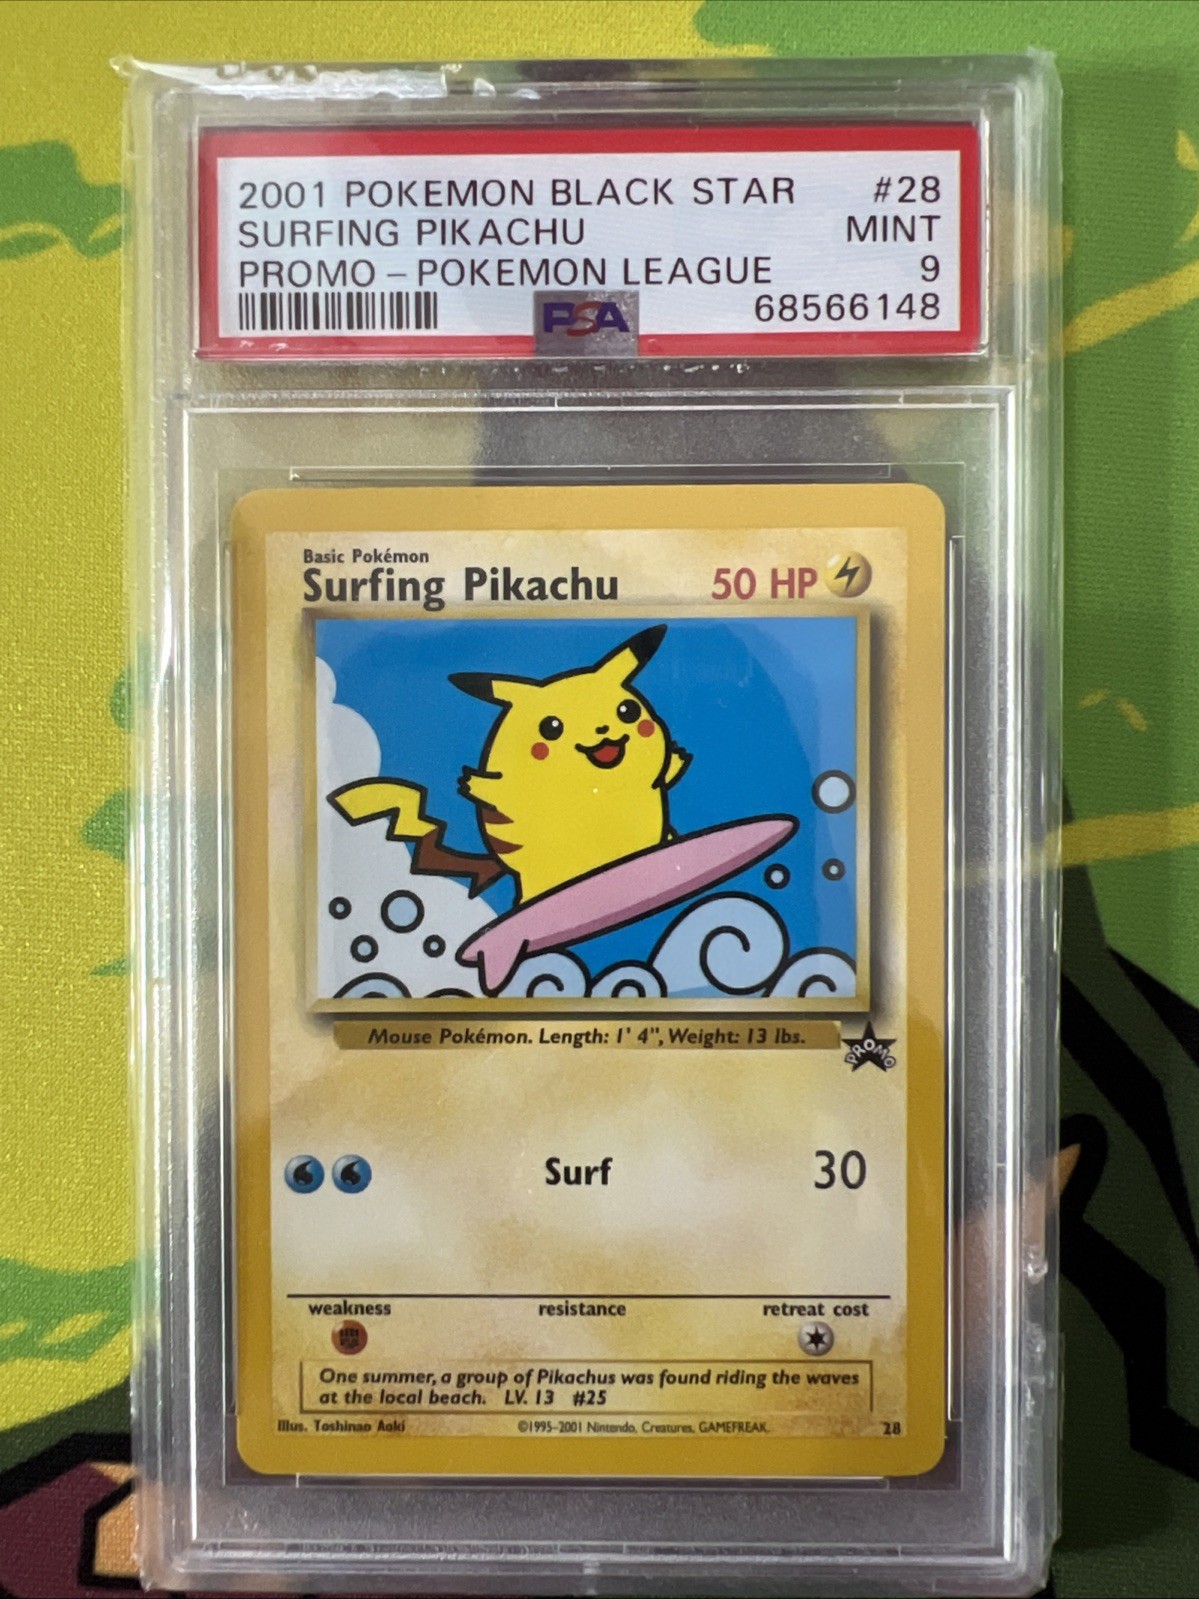 2001 POKEMON BLACK STAR #28
SURFING PIKACHU MINT
PROMO – POKEMON LEAGUE 9
PSA 68566148
Basic Pokémon
Surfing Pikachu 50 HP
Mouse Pokémon. Length: 1' 4", Weight: 13 lbs.
PROMO
Surf 30
weakness resistance retreat cost
One summer, a group of Pikachus was found riding the waves
at the local beach. LV. 13 #25
Illus. Toshinao Aoki ©1995–2001 Nintendo, Creatures, GAMEFREAK. 28